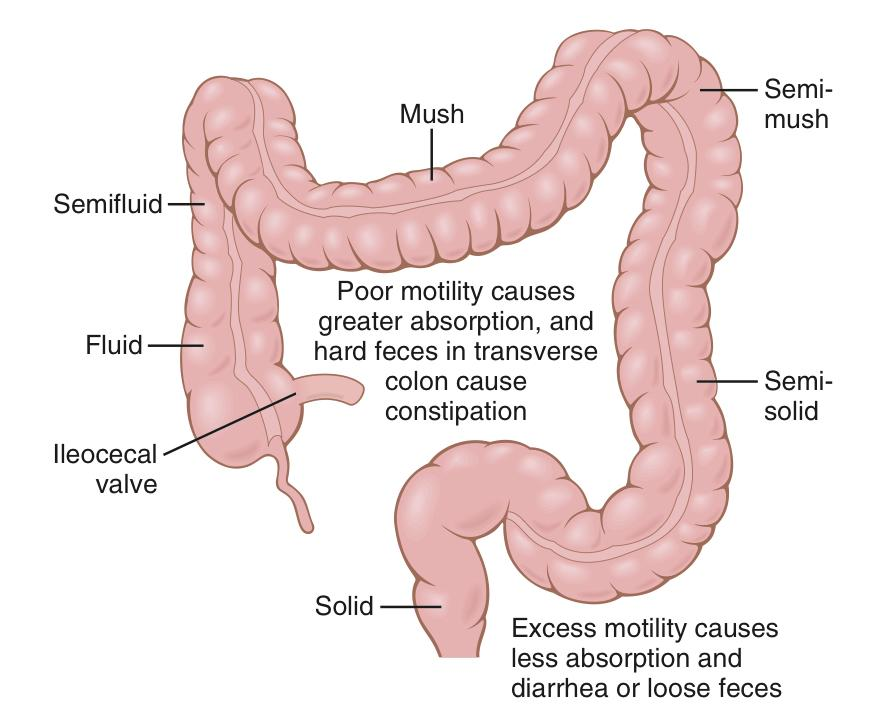 Semi-
mush
Mush
Semifluid
Poor motility causes
greater absorption, and
hard feces in transverse
colon cause
constipation
Fluid
Semi-
solid
Ileocecal
valve
Solid
Excess motility causes
less absorption and
diarrhea or loose feces